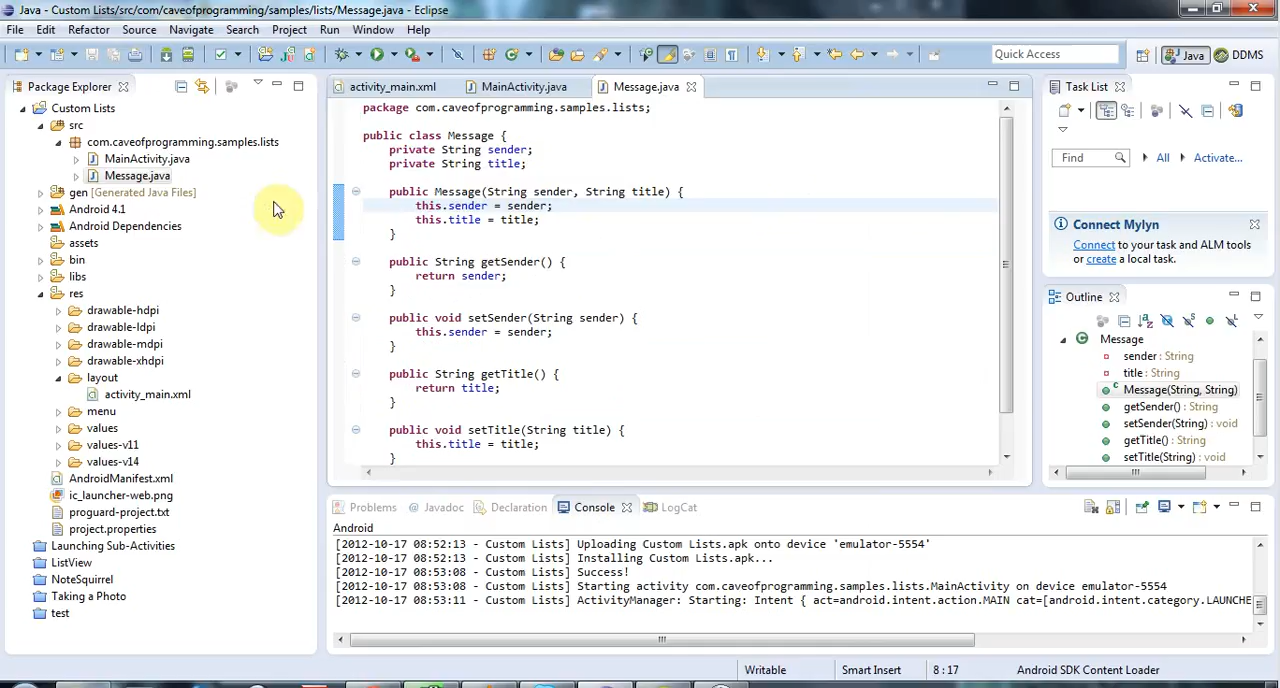 Java - Custom Lists/src/com/caveofprogramming/samples/lists/Message.java - Eclipse
File Edit Refactor Source Navigate Search Project Run Window Help
Quick Access
Java
DDMS
Package Explorer
Custom Lists
src
com.caveofprogramming.samples.lists
MainActivity.java
Message.java
gen [Generated Java Files]
Android 4.1
Android Dependencies
assets
bin
libs
res
drawable-hdpi
drawable-ldpi
drawable-mdpi
drawable-xhdpi
layout
activity_main.xml
menu
values
values-v11
values-v14
AndroidManifest.xml
ic_launcher-web.png
proguard-project.txt
project.properties
Launching Sub-Activities
ListView
NoteSquirrel
Taking a Photo
test
activity_main.xml MainActivity.java Message.java
package com.caveofprogramming.samples.lists;
public class Message {
private String sender;
private String title;
public Message(String sender, String title) {
this.sender = sender;
this.title = title;
}
public String getSender() {
return sender;
}
public void setSender(String sender) {
this.sender = sender;
}
public String getTitle() {
return title;
}
public void setTitle(String title) {
this.title = title;
}
Task List
Find All Activate...
Connect Mylyn
Connect to your task and ALM tools
or create a local task.
Outline
Message
sender : String
title : String
Message(String, String)
getSender() : String
setSender(String) : void
getTitle() : String
setTitle(String) : void
Problems @ Javadoc Declaration Console LogCat
Android
[2012-10-17 08:52:13 - Custom Lists] Uploading Custom Lists.apk onto device 'emulator-5554'
[2012-10-17 08:52:13 - Custom Lists] Installing Custom Lists.apk...
[2012-10-17 08:53:08 - Custom Lists] Success!
[2012-10-17 08:53:08 - Custom Lists] Starting activity com.caveofprogramming.samples.lists.MainActivity on device emulator-5554
[2012-10-17 08:53:11 - Custom Lists] ActivityManager: Starting: Intent { act=android.intent.action.MAIN cat=[android.intent.category.LAUNCHE
Writable Smart Insert 8 : 17 Android SDK Content Loader